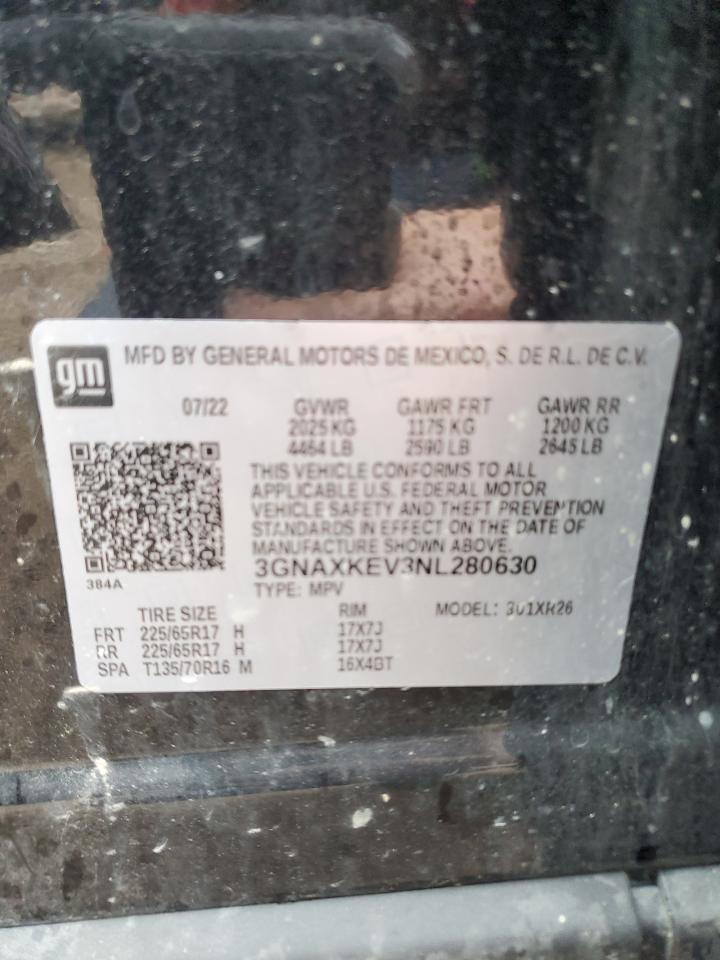 gm
MFD BY GENERAL MOTORS DE MEXICO, S. DE R.L. DE C.V.
07/22 GVWR GAWR FRT GAWR RR
2025 KG 1175 KG 1200 KG
4464 LB 2590 LB 2645 LB
THIS VEHICLE CONFORMS TO ALL
APPLICABLE U.S. FEDERAL MOTOR
VEHICLE SAFETY AND THEFT PREVENTION
STANDARDS IN EFFECT ON THE DATE OF
MANUFACTURE SHOWN ABOVE.
3GNAXKEV3NL280630
384A
TYPE: MPV
TIRE SIZE RIM MODEL:
FRT 225/65R17 H 17X7J
RR 225/65R17 H 17X7J
SPA T135/70R16 M 16X4BT